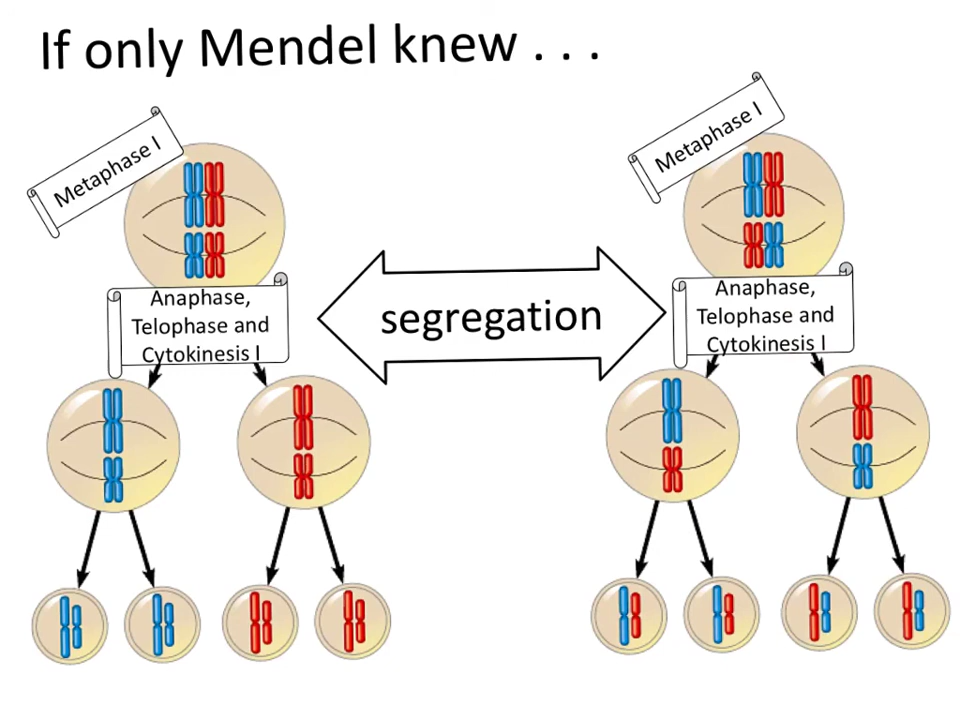 If only Mendel knew . . .
Metaphase I
Metaphase I
Anaphase,
Telophase and
Cytokinesis I
segregation
Anaphase,
Telophase and
Cytokinesis I